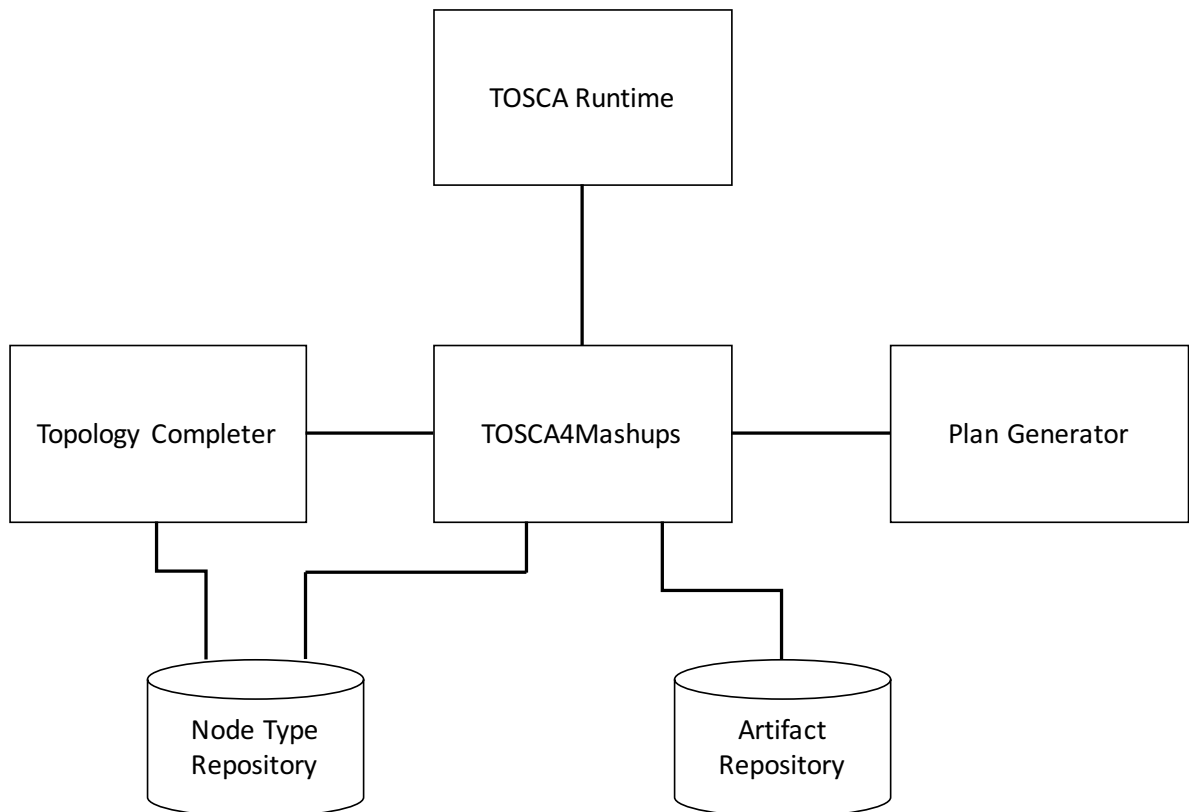 TOSCA Runtime
Topology Completer
TOSCA4Mashups
Plan Generator
Node Type
Repository
Artifact
Repository